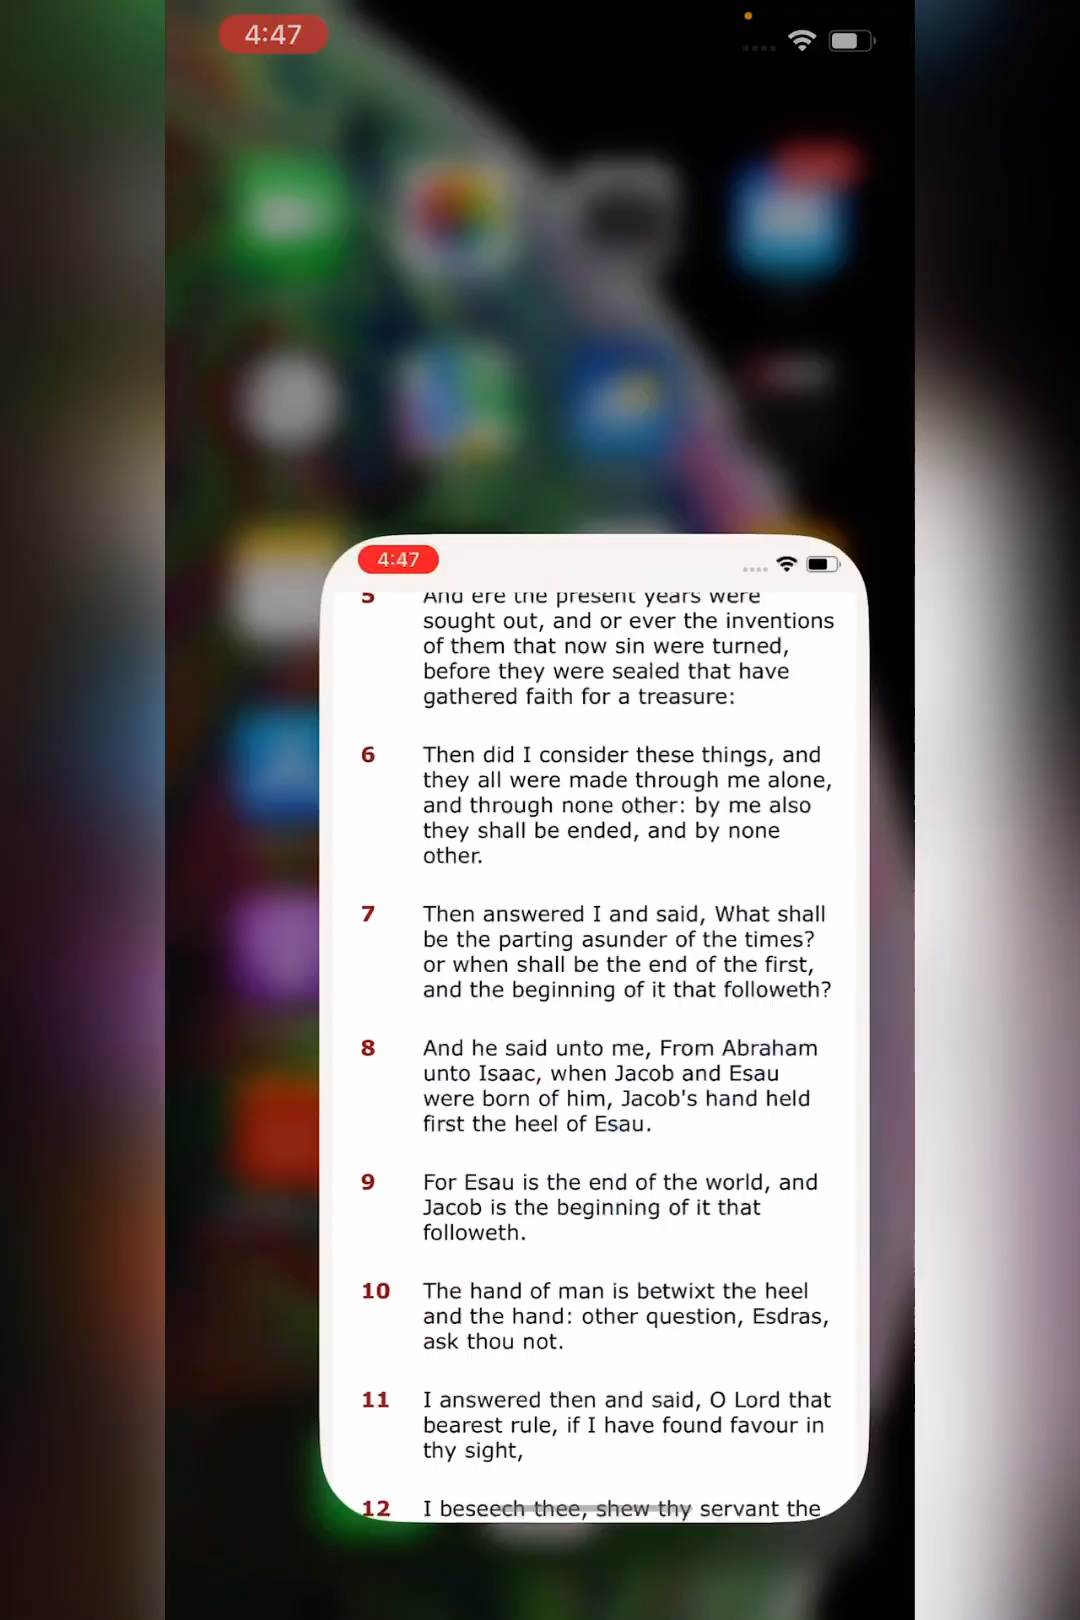 4:47
4:47
5 And ere the present years were
sought out, and or ever the inventions
of them that now sin were turned,
before they were sealed that have
gathered faith for a treasure:
6 Then did I consider these things, and
they all were made through me alone,
and through none other: by me also
they shall be ended, and by none
other.
7 Then answered I and said, What shall
be the parting asunder of the times?
or when shall be the end of the first,
and the beginning of it that followeth?
8 And he said unto me, From Abraham
unto Isaac, when Jacob and Esau
were born of him, Jacob's hand held
first the heel of Esau.
9 For Esau is the end of the world, and
Jacob is the beginning of it that
followeth.
10 The hand of man is betwixt the heel
and the hand: other question, Esdras,
ask thou not.
11 I answered then and said, O Lord that
bearest rule, if I have found favour in
thy sight,
12 I beseech thee, shew thy servant the